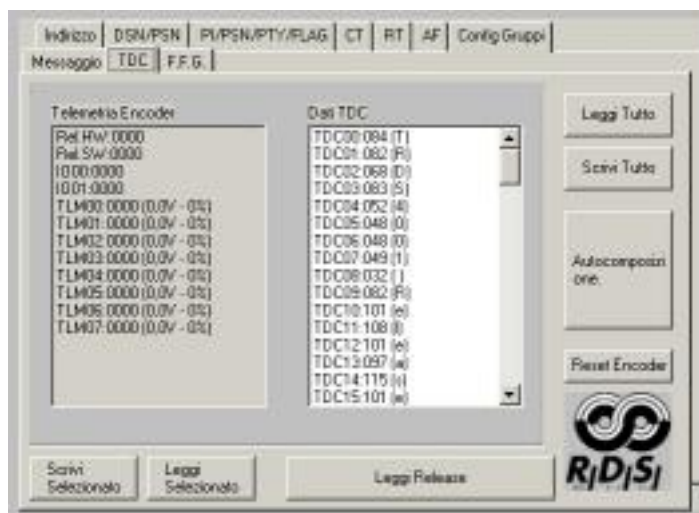 Indirizzo DSN/PSN PI/PSN/PTY/FLAG CT RT AF Config Gruppi
Messaggio TDC F.F.G.
Telemetria Encoder
Rel.HW:0000
Rel.SW:0000
IO00:0000
IO01:0000
TLM00:0000 (0,0V - 0%)
TLM01:0000 (0,0V - 0%)
TLM02:0000 (0,0V - 0%)
TLM03:0000 (0,0V - 0%)
TLM04:0000 (0,0V - 0%)
TLM05:0000 (0,0V - 0%)
TLM06:0000 (0,0V - 0%)
TLM07:0000 (0,0V - 0%)
Dati TDC
TDC00:084 (T)
TDC01:082 (R)
TDC02:068 (D)
TDC03:083 (S)
TDC04:052 (4)
TDC05:048 (0)
TDC06:048 (0)
TDC07:049 (1)
TDC08:032 ( )
TDC09:082 (R)
TDC10:101 (e)
TDC11:108 (l)
TDC12:101 (e)
TDC13:097 (a)
TDC14:115 (s)
TDC15:101 (e)
Leggi Tutto
Scrivi Tutto
Autocomposizi
one.
Reset Encoder
Scrivi
Selezionato
Leggi
Selezionato
Leggi Release
R|D|S|